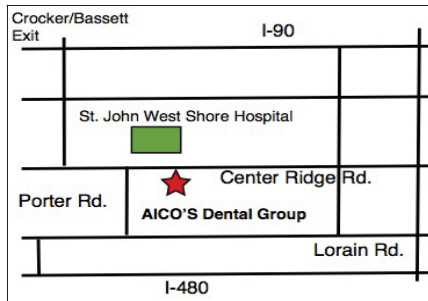 Crocker/Bassett
Exit
I-90
St. John West Shore Hospital
Center Ridge Rd.
Porter Rd.
AICO'S Dental Group
Lorain Rd.
I-480